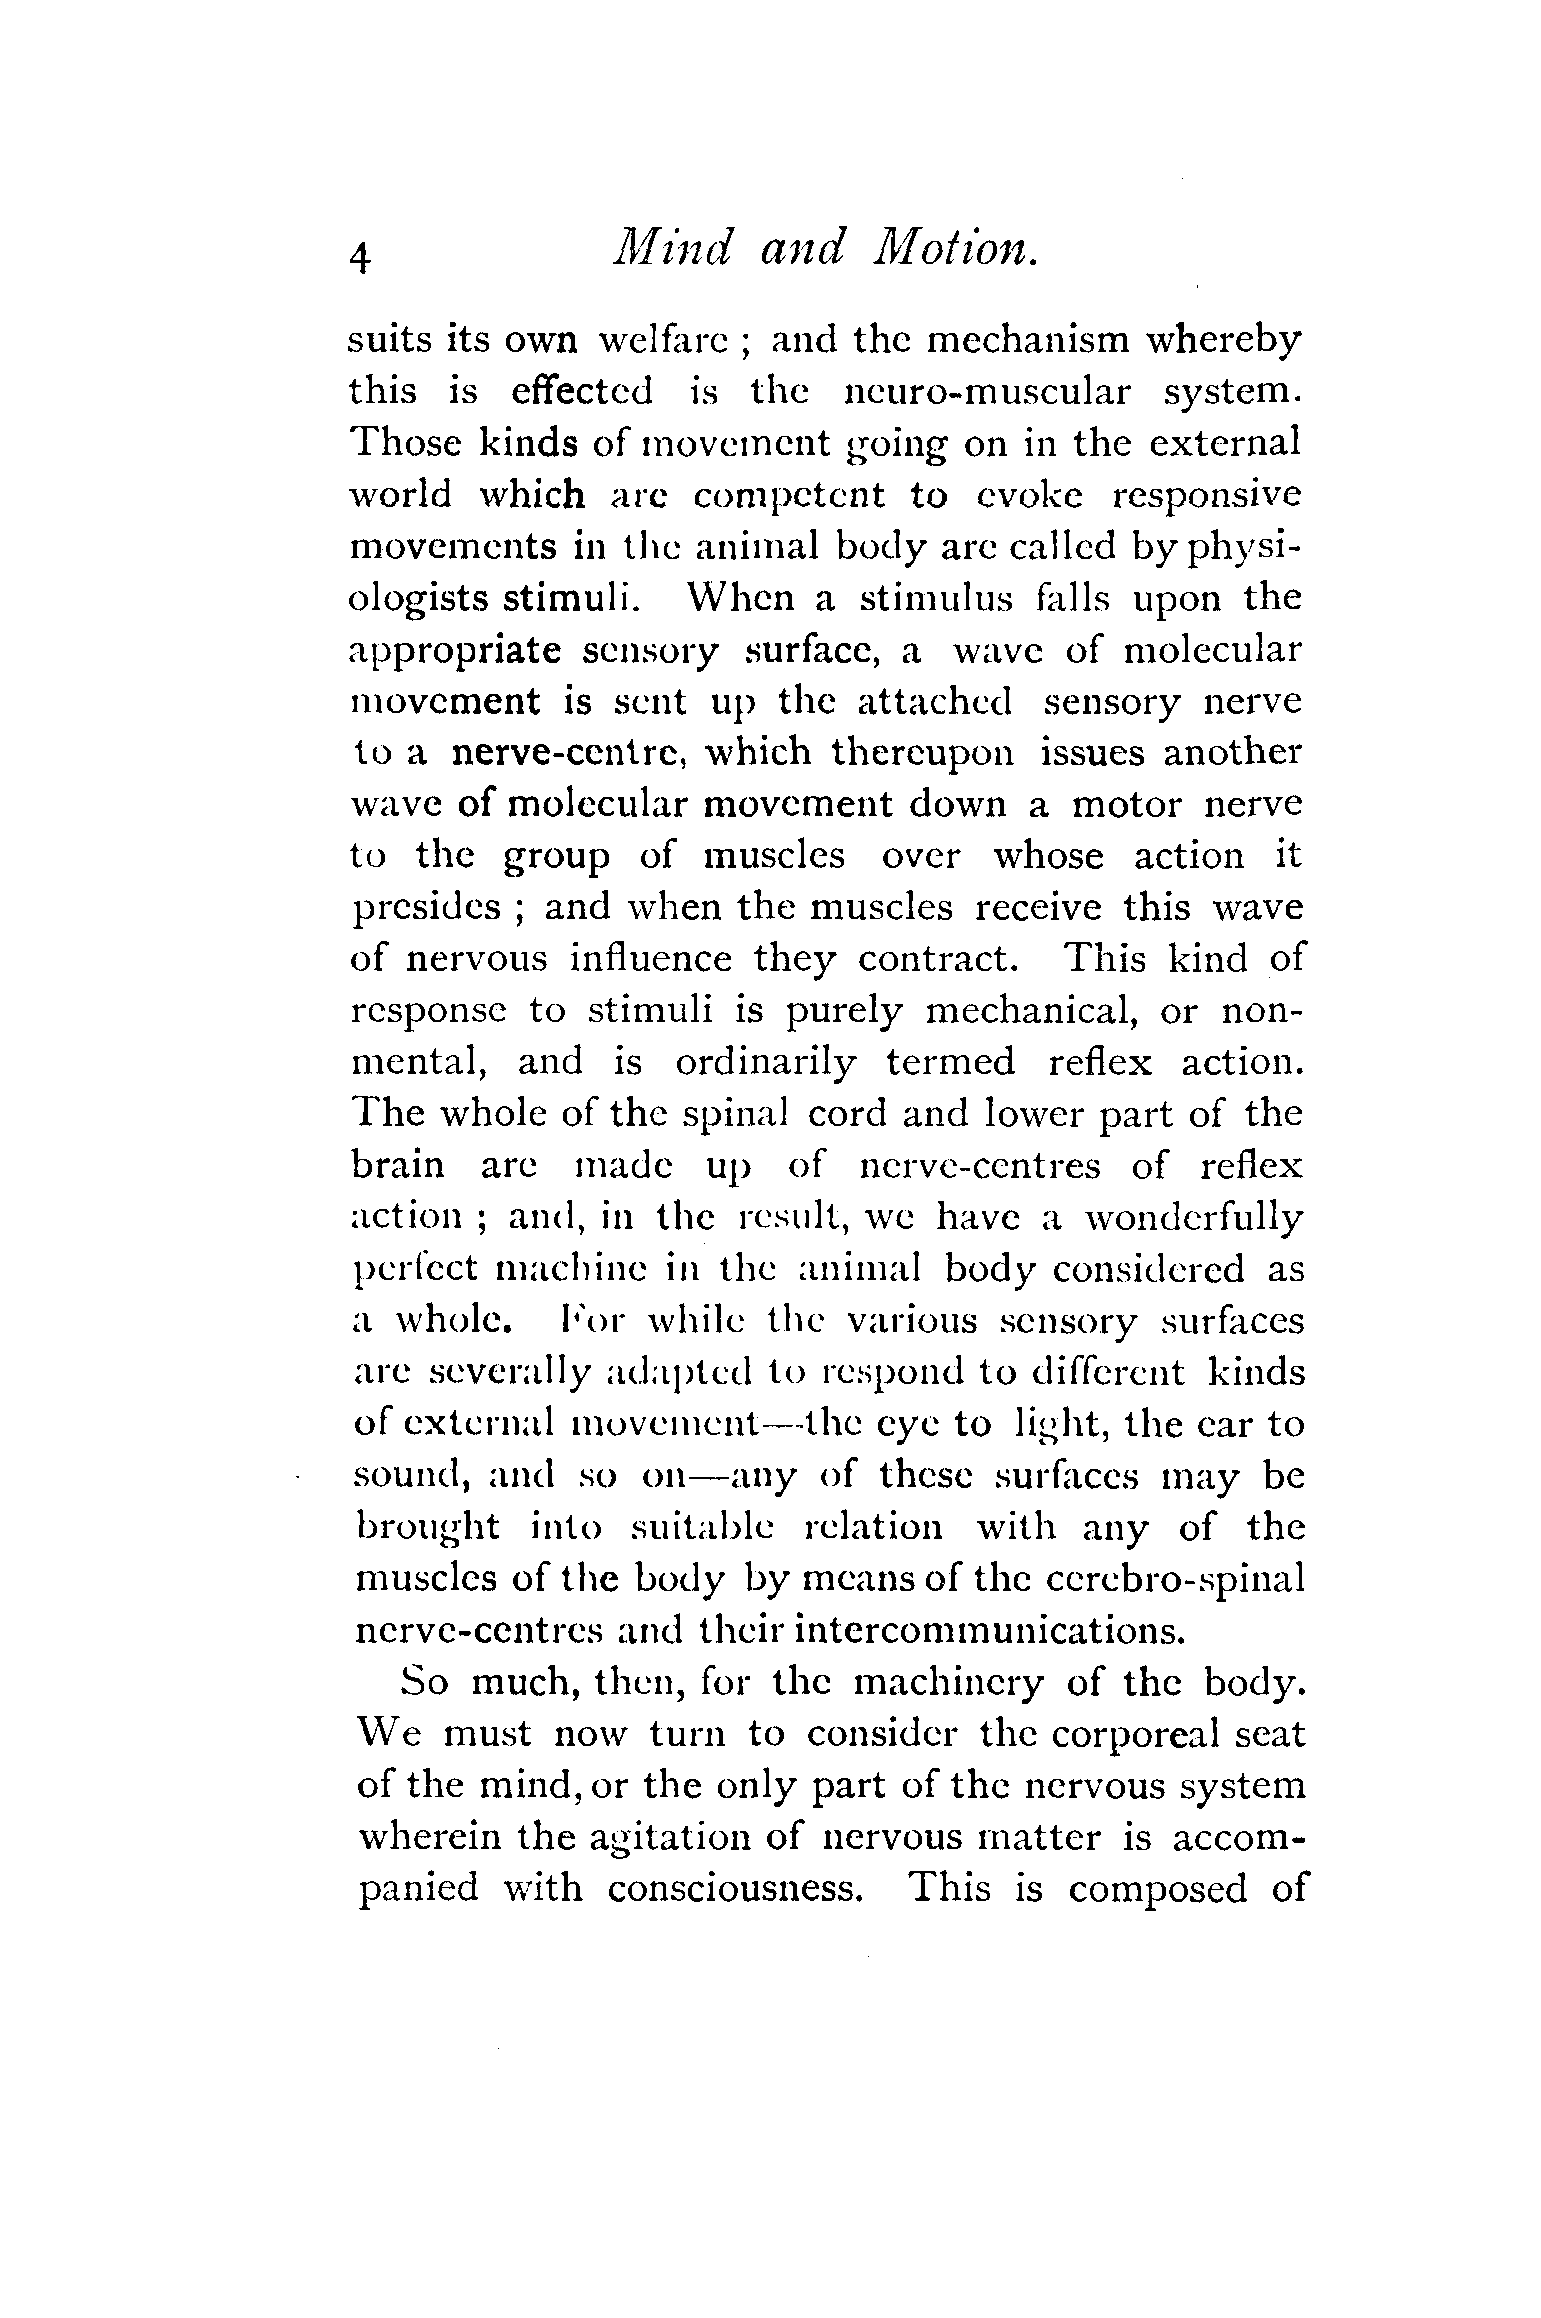 4 Mind and Motion.
suits its own welfare ; and the mechanism whereby
this is effected is the neuro-muscular system.
Those kinds of movement going on in the external
world which are competent to evoke responsive
movements in the animal body are called by physi-
ologists stimuli. When a stimulus falls upon the
appropriate sensory surface, a wave of molecular
movement is sent up the attached sensory nerve
to a nerve-centre, which thereupon issues another
wave of molecular movement down a motor nerve
to the group of muscles over whose action it
presides ; and when the muscles receive this wave
of nervous influence they contract. This kind of
response to stimuli is purely mechanical, or non-
mental, and is ordinarily termed reflex action.
The whole of the spinal cord and lower part of the
brain are made up of nerve-centres of reflex
action ; and, in the result, we have a wonderfully
perfect machine in the animal body considered as
a whole. For while the various sensory surfaces
are severally adapted to respond to different kinds
of external movement—the eye to light, the ear to
sound, and so on—any of these surfaces may be
brought into suitable relation with any of the
muscles of the body by means of the cerebro-spinal
nerve-centres and their intercommunications.
So much, then, for the machinery of the body.
We must now turn to consider the corporeal seat
of the mind, or the only part of the nervous system
wherein the agitation of nervous matter is accom-
panied with consciousness. This is composed of